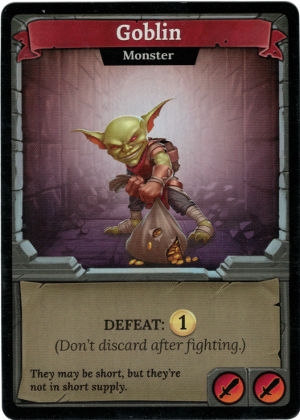 Goblin
Monster
DEFEAT: 1
(Don't discard after fighting.)
They may be short, but they're
not in short supply.